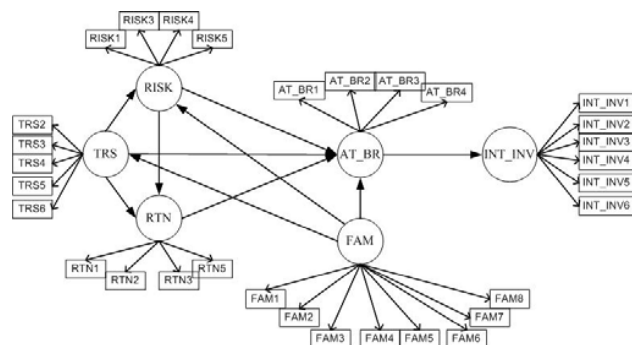 RISK3
RISK4
RISK1
RISK5
RISK
AT_BR2
AT_BR3
AT_BR1
AT_BR4
INT_INV1
INT_INV2
INT_INV3
INT_INV4
INT_INV5
INT_INV6
TRS2
TRS3
TRS4
TRS5
TRS6
TRS
AT_BR
INT_INV
RTN
FAM
RTN1
RTN2
RTN3
RTN5
FAM1
FAM2
FAM3
FAM4
FAM5
FAM6
FAM7
FAM8